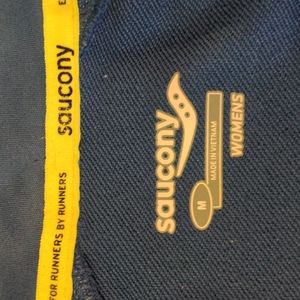 saucony
FOR RUNNERS BY RUNNERS
saucony
M
MADE IN VIETNAM
WOMENS